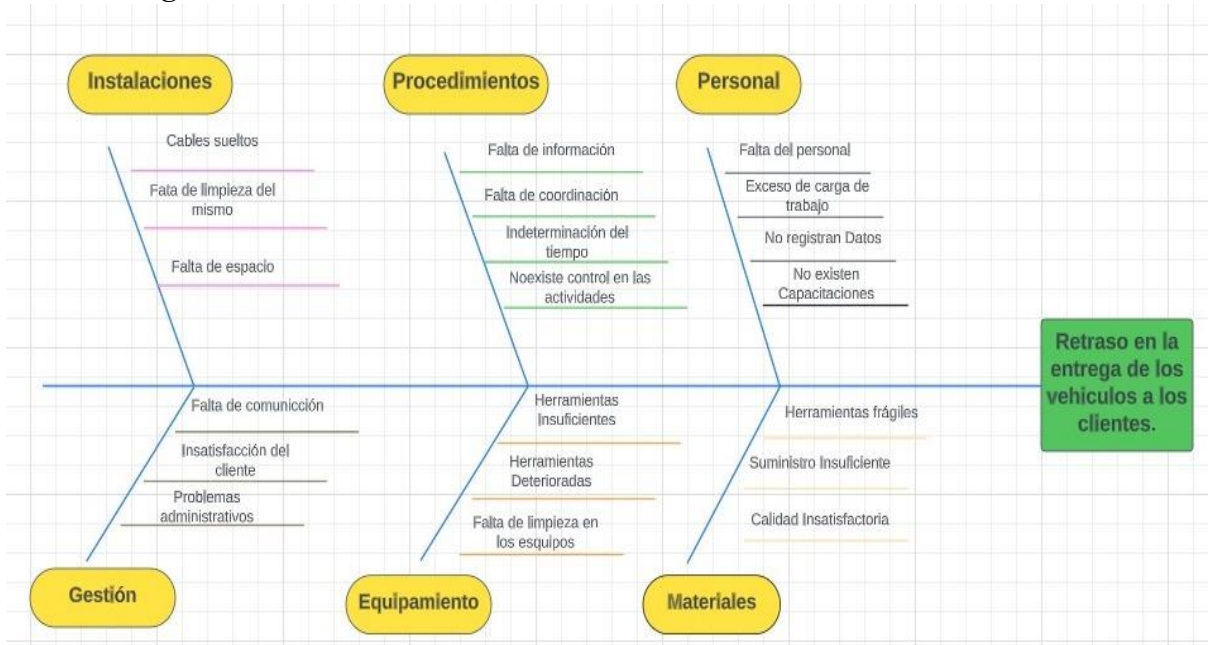 Instalaciones
Cables sueltos
Fata de limpieza del
mismo
Falta de espacio
Procedimientos
Falta de información
Falta de coordinación
Indeterminación del
tiempo
Noexiste control en las
actividades
Personal
Falta del personal
Exceso de carga de
trabajo
No registran Datos
No existen
Capacitaciones
Retraso en la
entrega de los
vehiculos a los
clientes.
Falta de comunicción
Insatisfacción del
cliente
Problemas
administrativos
Gestión
Herramientas
Insuficientes
Herramientas
Deterioradas
Falta de limpieza en
los esquipos
Equipamiento
Herramientas frágiles
Suministro Insuficiente
Calidad Insatisfactoria
Materiales